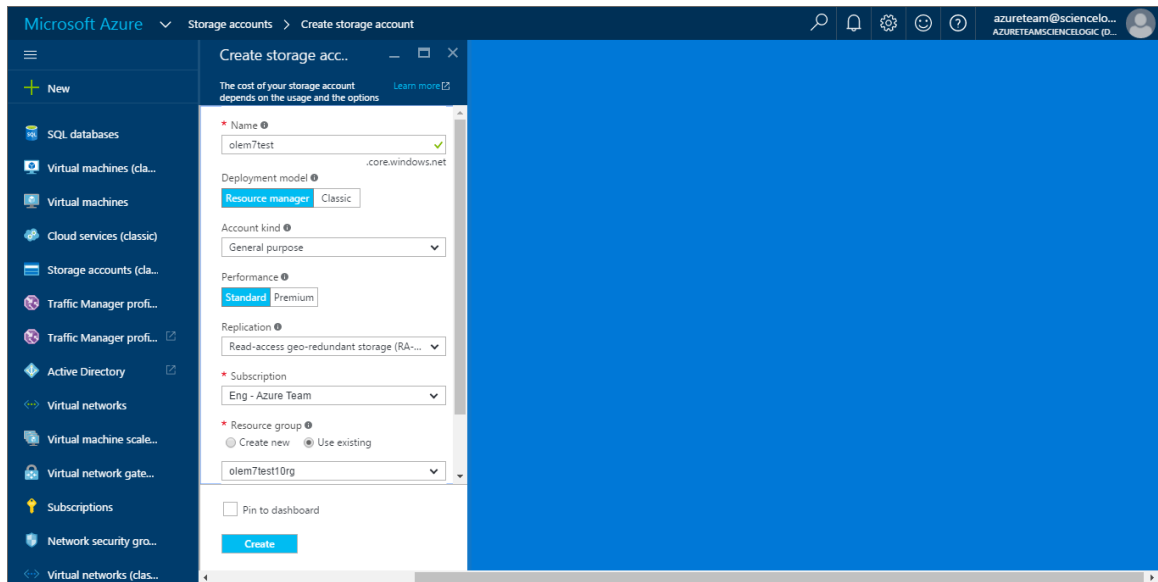 Microsoft Azure Storage accounts > Create storage account
azureteam@sciencelo...
AZURETEAMSCIENCELOGIC (D...
New
SQL databases
Virtual machines (cla...
Virtual machines
Cloud services (classic)
Storage accounts (cla...
Traffic Manager profi...
Traffic Manager profi...
Active Directory
Virtual networks
Virtual machine scale...
Virtual network gate...
Subscriptions
Network security gro...
Virtual networks (clas...
Create storage acc..
The cost of your storage account Learn more
depends on the usage and the options
* Name
olem7test
.core.windows.net
Deployment model
Resource manager Classic
Account kind
General purpose
Performance
Standard Premium
Replication
Read-access geo-redundant storage (RA-...
* Subscription
Eng - Azure Team
* Resource group
Create new Use existing
olem7test10rg
Pin to dashboard
Create